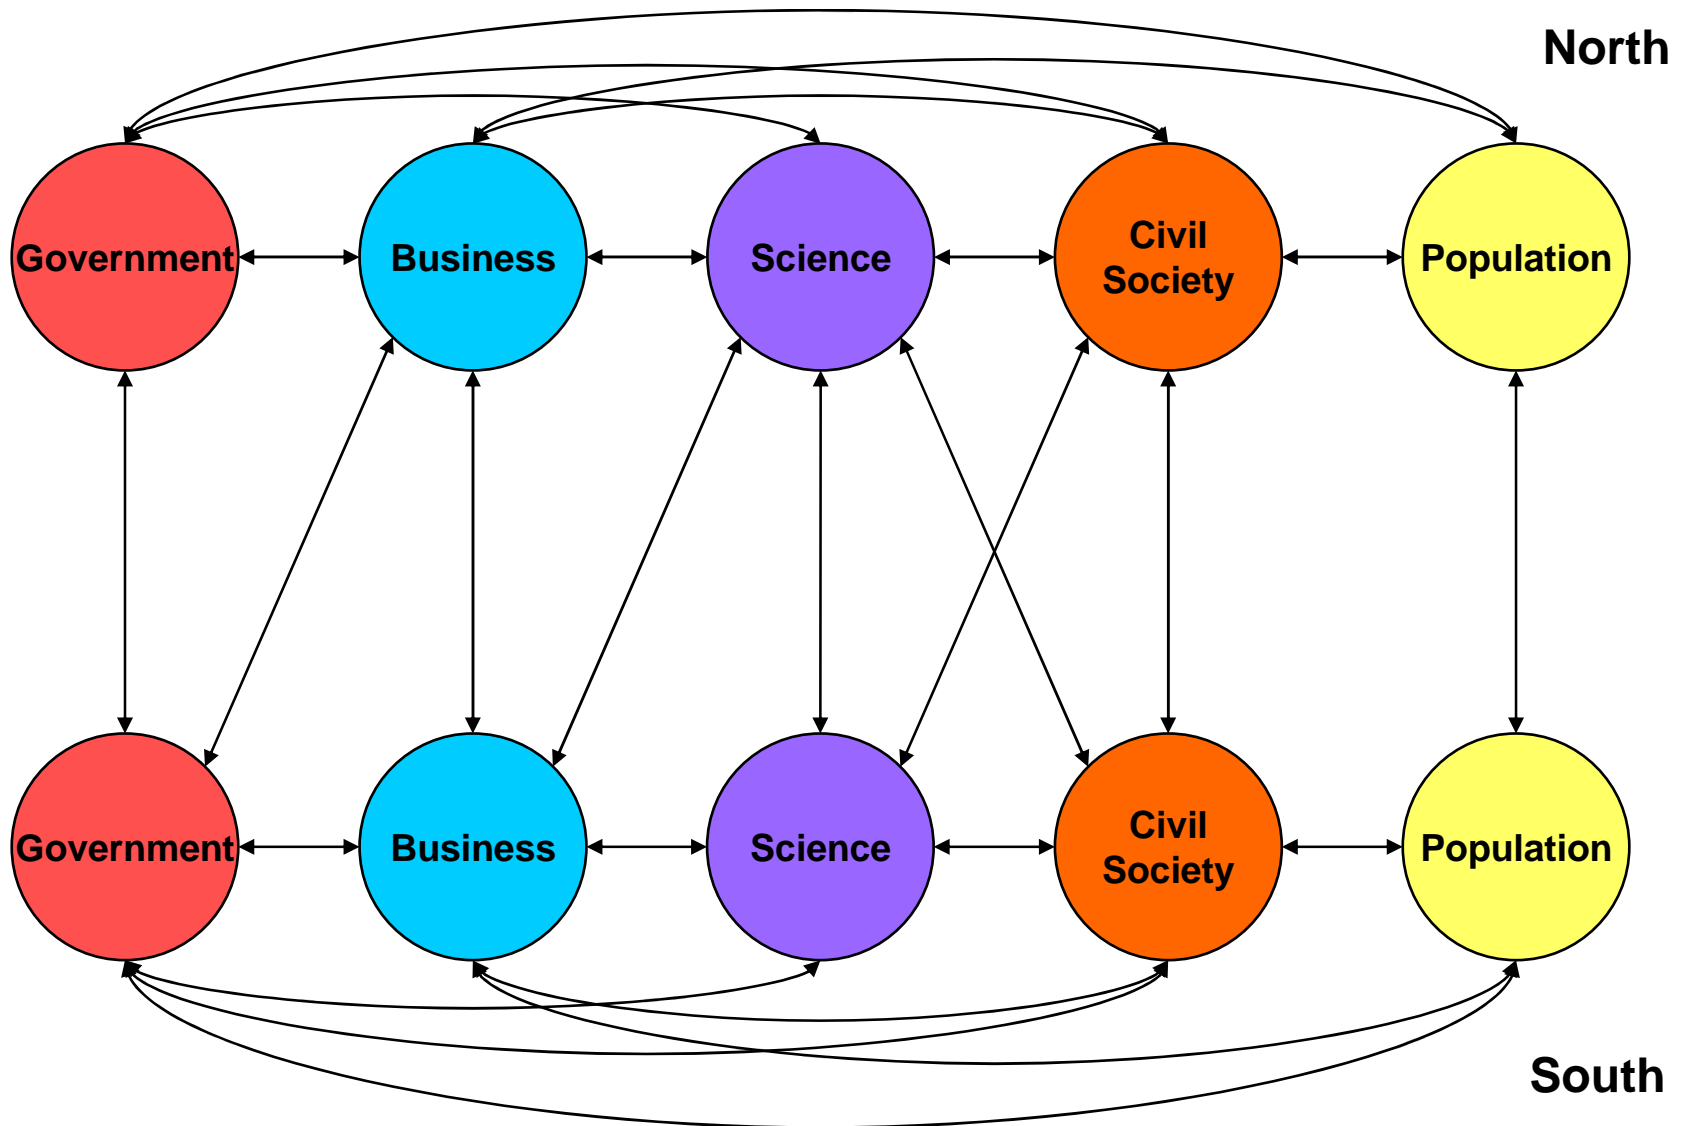 North
Government
Business
Science
Civil
Society
Population
Government
Business
Science
Civil
Society
Population
South